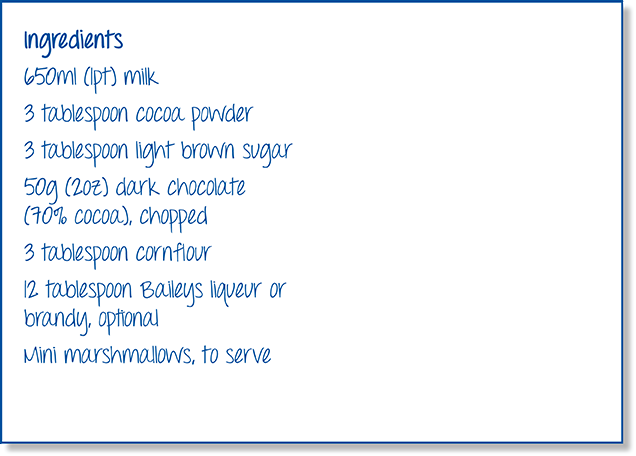 Ingredients
650ml (1pt) milk
3 tablespoon cocoa powder
3 tablespoon light brown sugar
50g (2oz) dark chocolate
(70% cocoa), chopped
3 tablespoon cornflour
12 tablespoon Baileys liqueur or
brandy, optional
Mini marshmallows, to serve